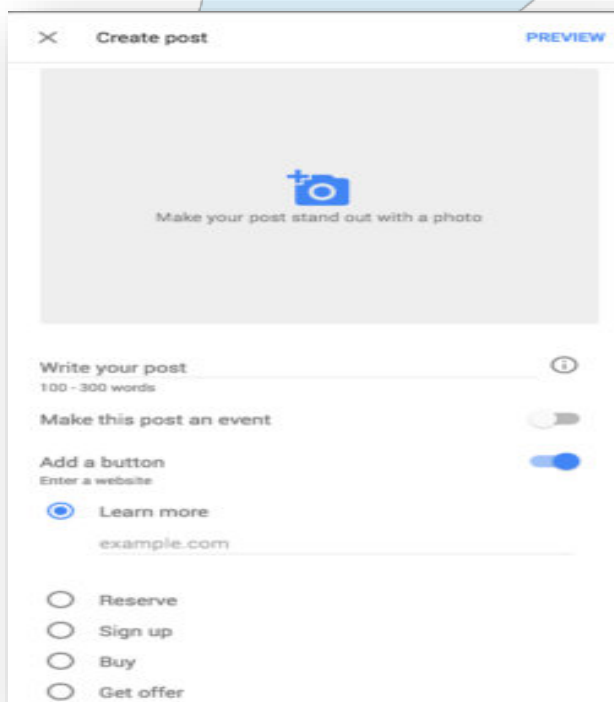 Create post PREVIEW
Make your post stand out with a photo
Write your post
100 - 300 words
Make this post an event
Add a button
Enter a website
Learn more
example.com
Reserve
Sign up
Buy
Get offer